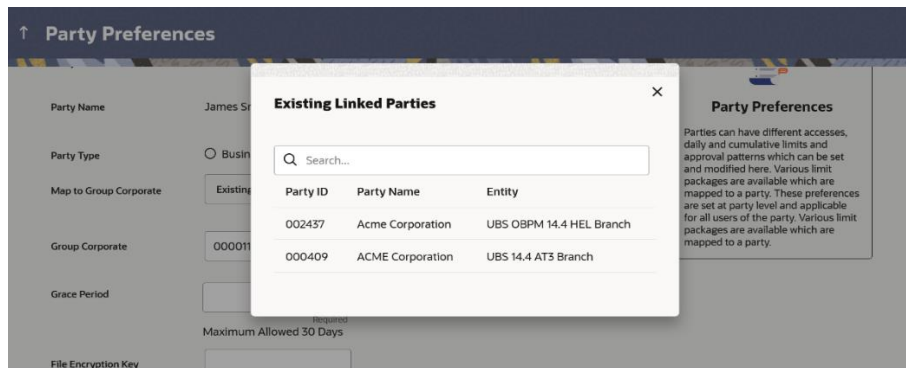 ↑ Party Preferences
Party Name
James
Party Type
Map to Group Corporate
Group Corporate
Grace Period
Required
Maximum Allowed 30 Days
File Encryption Key
Existing Linked Parties
Search...
Party ID Party Name Entity
002437 Acme Corporation UBS OBPM 14.4 HEL Branch
000409 ACME Corporation UBS 14.4 AT3 Branch
Party Preferences
Parties can have different accesses,
daily and cumulative limits and
approval patterns which can be set
and modified here. Various limit
packages are available which are
mapped to a party. These preferences
are set at party level and applicable
for all users of the party. Various limit
packages are available which are
mapped to a party.